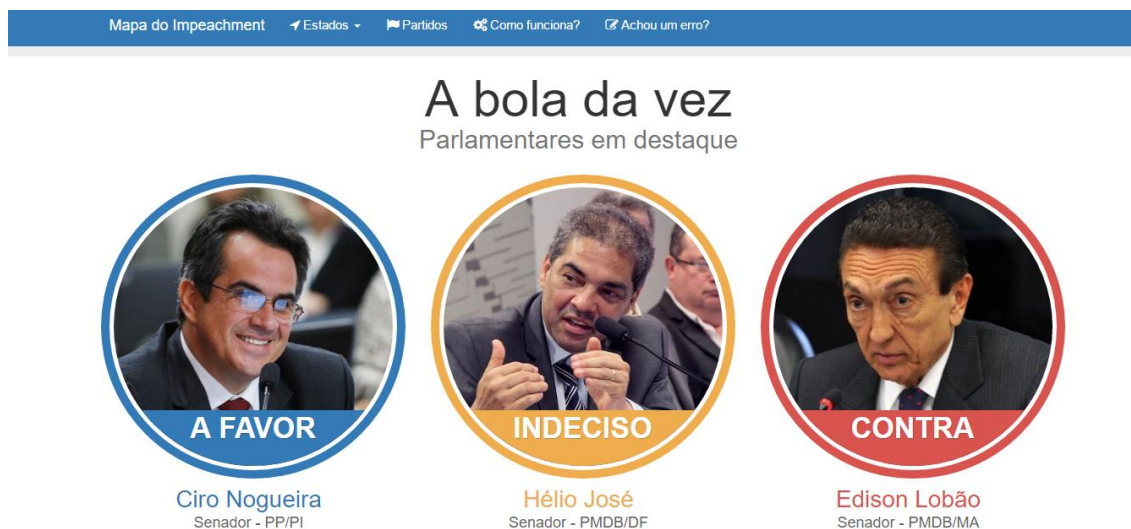 Mapa do Impeachment Estados Partidos Como funciona? Achou um erro?
A bola da vez
Parlamentares em destaque
A FAVOR INDECISO CONTRA
Ciro Nogueira Hélio José Edison Lobão
Senador - PP/PI Senador - PMDB/DF Senador - PMDB/MA